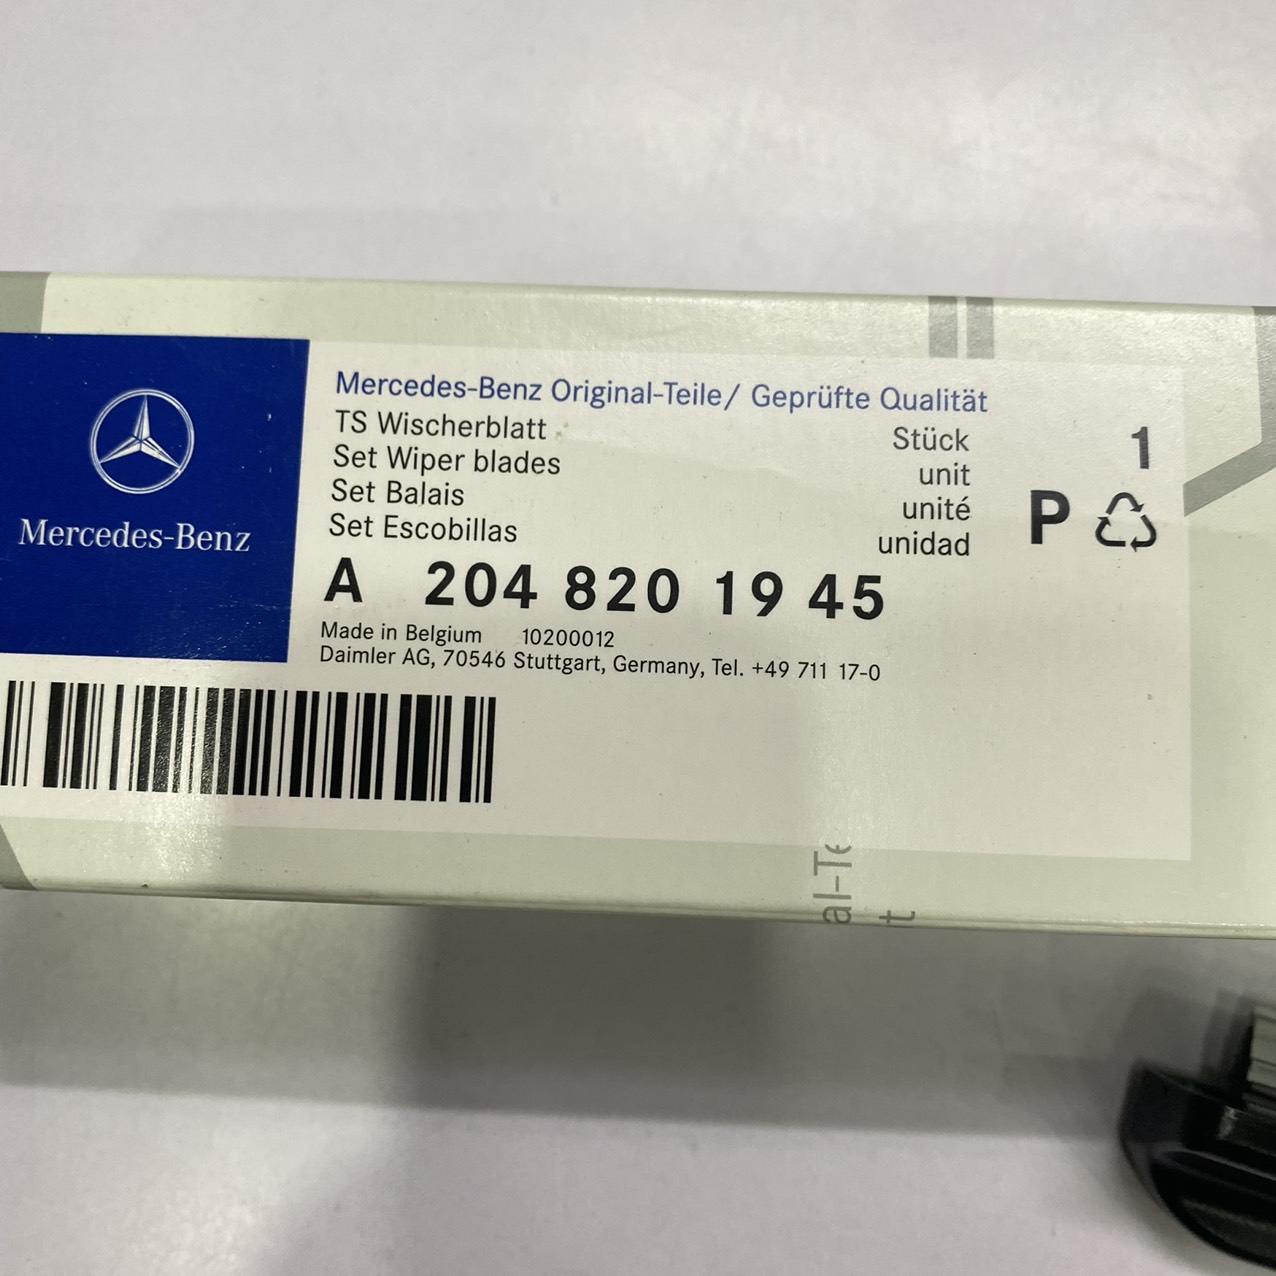 Mercedes-Benz
Mercedes-Benz Original-Teile/ Geprüfte Qualität
TS Wischerblatt
Set Wiper blades
Set Balais
Set Escobillas
Stück
unit
unité
unidad
1
P
A 204 820 19 45
Made in Belgium 10200012
Daimler AG, 70546 Stuttgart, Germany, Tel. +49 711 17-0